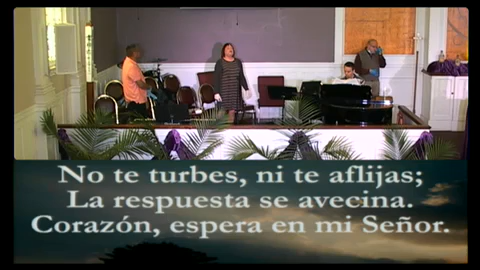 No te turbes, ni te aflijas;
La respuesta se avecina.
Corazón, espera en mi Señor.